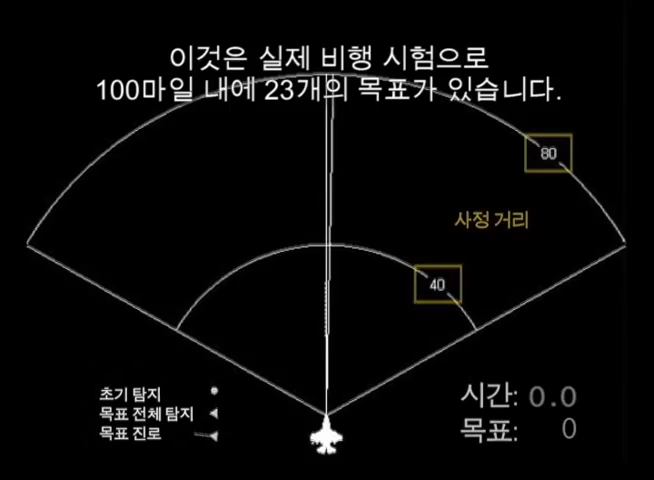 이것은 실제 비행 시험으로
100마일 내에 23개의 목표가 있습니다.
80
사정 거리
40
초기 탐지
목표 전체 탐지
목표 진로
시간: 0.0
목표: 0